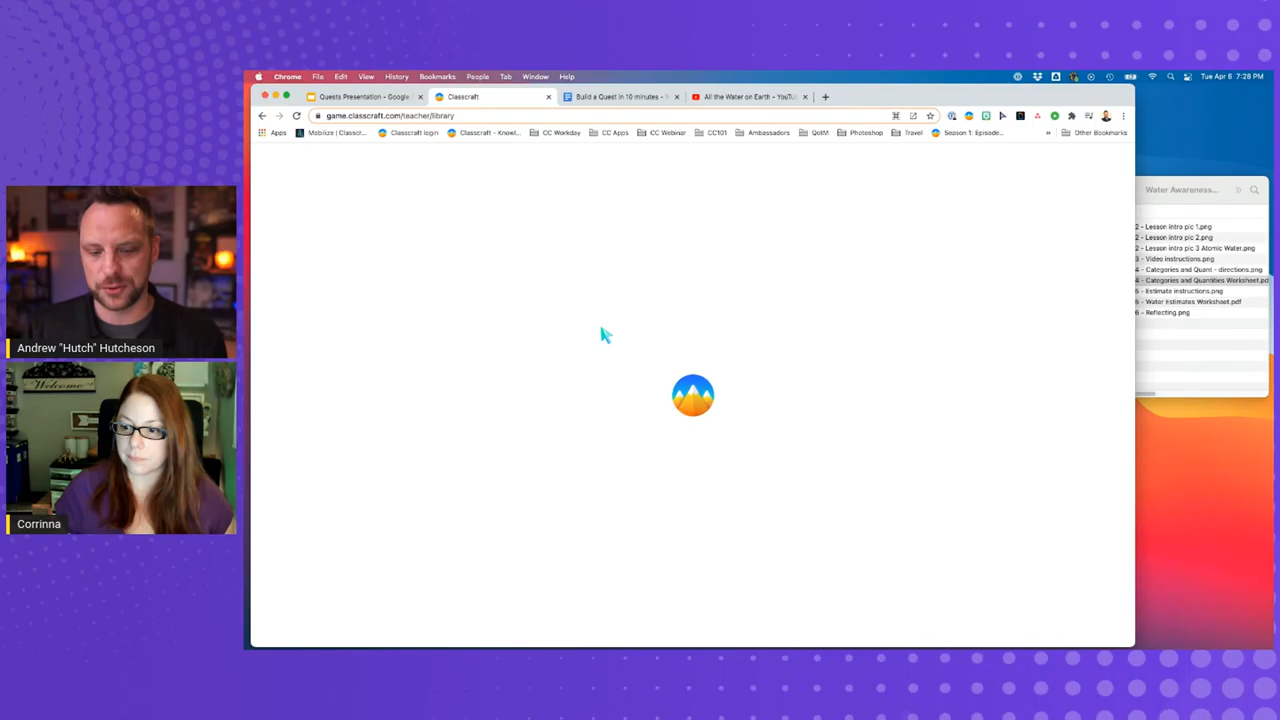 Chrome File Edit View History Bookmarks People Tab Window Help
Tue Apr 6 7:28 PM
Quests Presentation - Google
Classcraft
Build a Quest in 10 minutes -
All the Water on Earth - YouTu
game.classcraft.com/teacher/library
Apps
Mobilize | Classcr...
Classcraft login
Classcraft - Knowl...
CC Workday
CC Apps
CC Webinar
CC101
Ambassadors
QotM
Photoshop
Travel
Season 1: Episode...
Other Bookmarks
Water Awareness...
2 - Lesson intro pic 1.png
2 - Lesson intro pic 2.png
2 - Lesson intro pic 3 Atomic Water.png
3 - Video instructions.png
4 - Categories and Quant - directions.png
4 - Categories and Quantities Worksheet.pd
5 - Estimate instructions.png
5 - Water Estimates Worksheet.pdf
6 - Reflecting.png
Andrew "Hutch" Hutcheson
Welcome
Corrinna